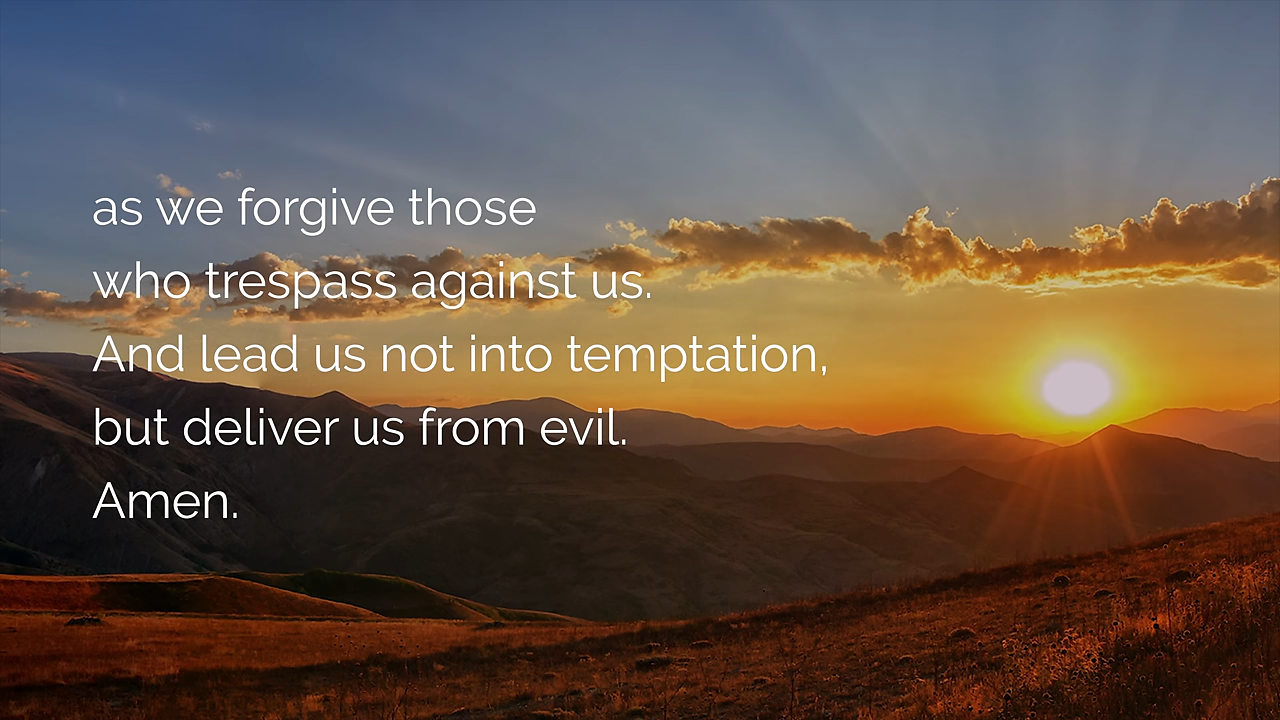 as we forgive those
who trespass against us.
And lead us not into temptation,
but deliver us from evil.
Amen.